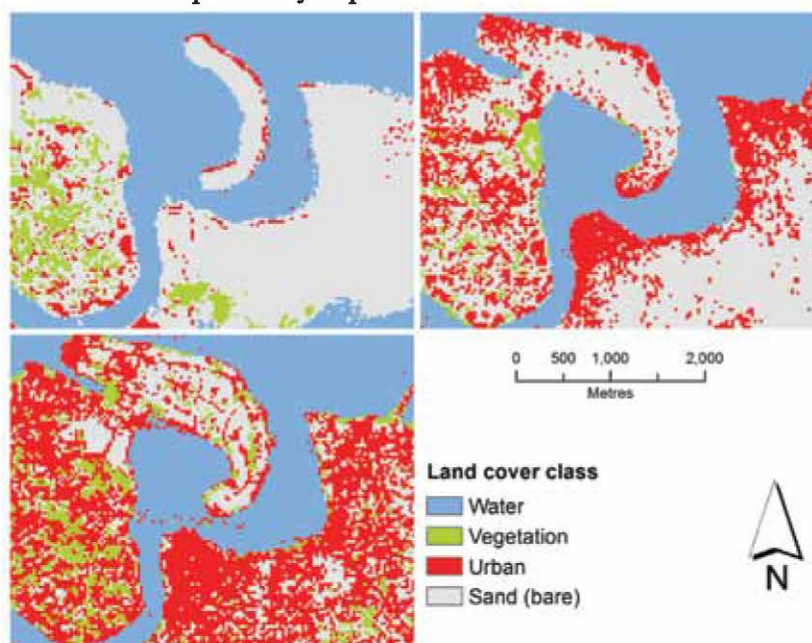 0 500 1,000 2,000
Metres
Land cover class
Water
Vegetation
Urban
Sand (bare)
N